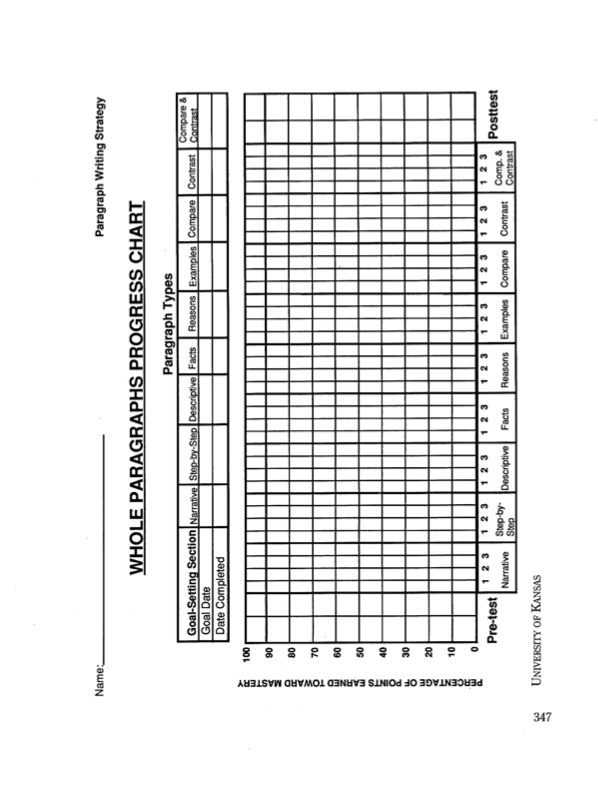 Name: Paragraph Writing Strategy
WHOLE PARAGRAPHS PROGRESS CHART
Paragraph Types
Goal-Setting Section Narrative Step-by-Step Descriptive Facts Reasons Examples Compare Contrast Compare &
Contrast
Goal Date
Date Completed
PERCENTAGE OF POINTS EARNED TOWARD MASTERY
100
90
80
70
60
50
40
30
20
10
0
Pre-test 1 2 3 1 2 3 1 2 3 1 2 3 1 2 3 1 2 3 1 2 3 1 2 3 1 2 3 Posttest
Narrative Step-by- Descriptive Facts Reasons Examples Compare Contrast Comp. &
Step Contrast
UNIVERSITY OF KANSAS
347